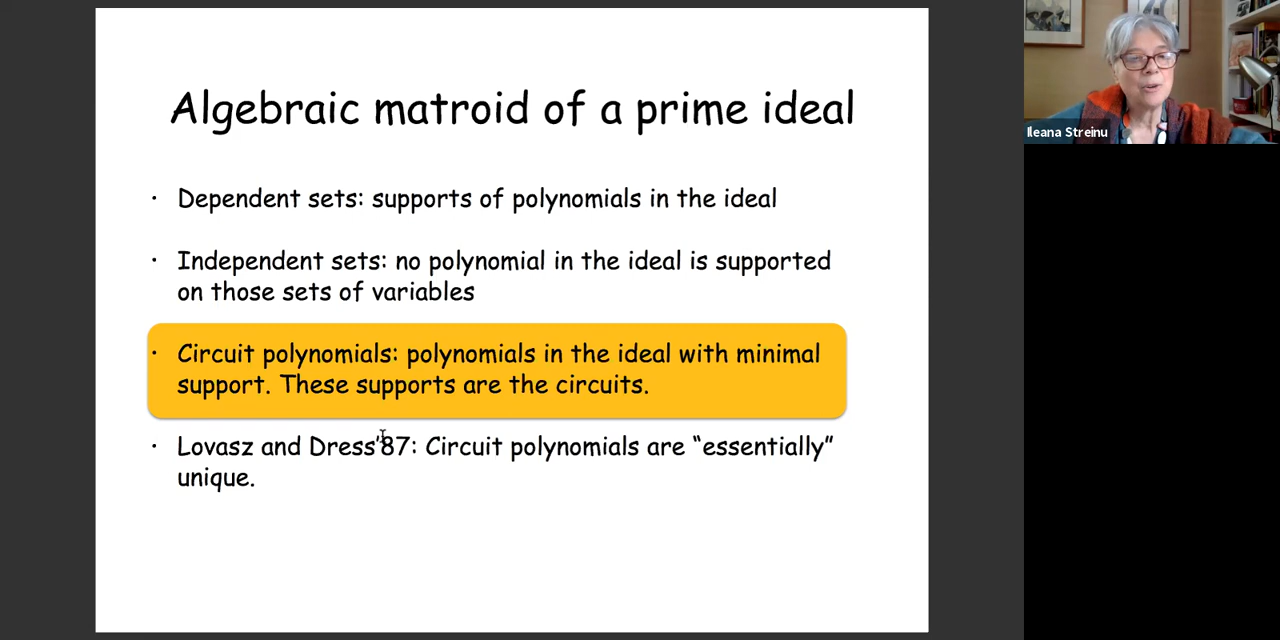 Algebraic matroid of a prime ideal
· Dependent sets: supports of polynomials in the ideal
· Independent sets: no polynomial in the ideal is supported
on those sets of variables
· Circuit polynomials: polynomials in the ideal with minimal
support. These supports are the circuits.
· Lovasz and Dress'87: Circuit polynomials are “essentially”
unique.
Ileana Streinu